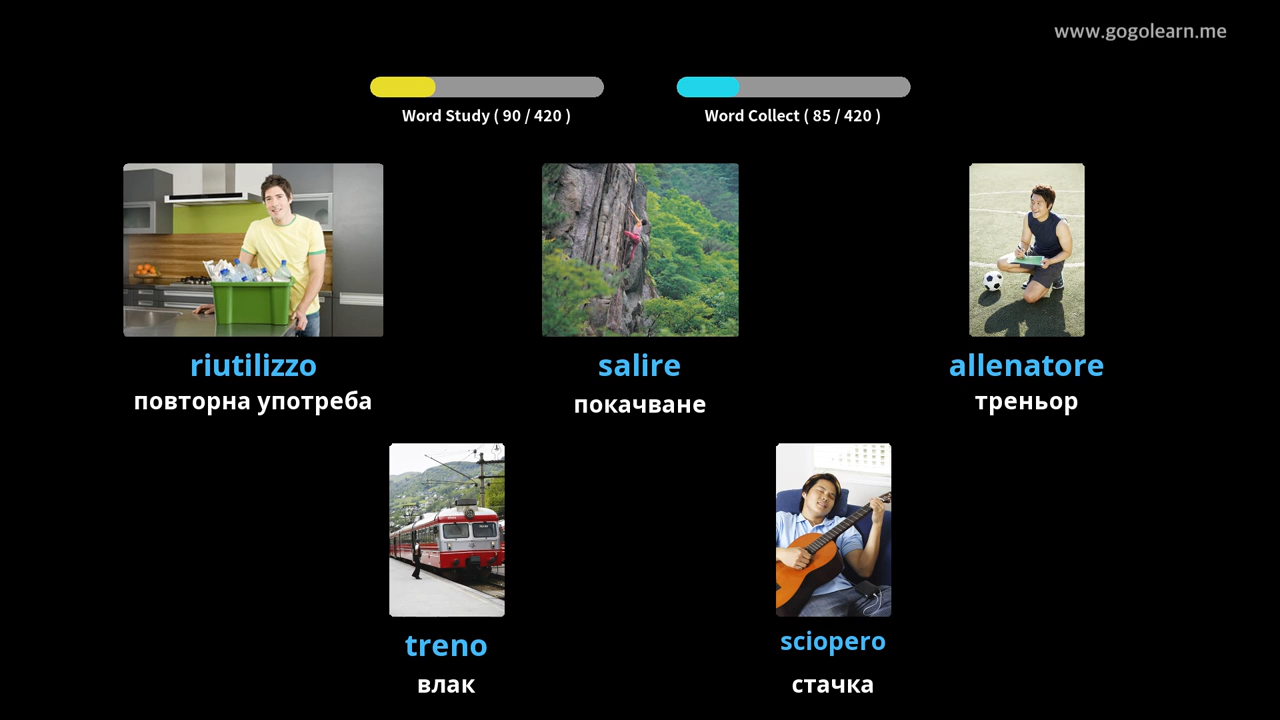 www.gogolearn.me
Word Study ( 90 / 420 )
Word Collect ( 85 / 420 )
riutilizzo
повторна употреба
salire
покачване
allenatore
треньор
treno
влак
sciopero
стачка